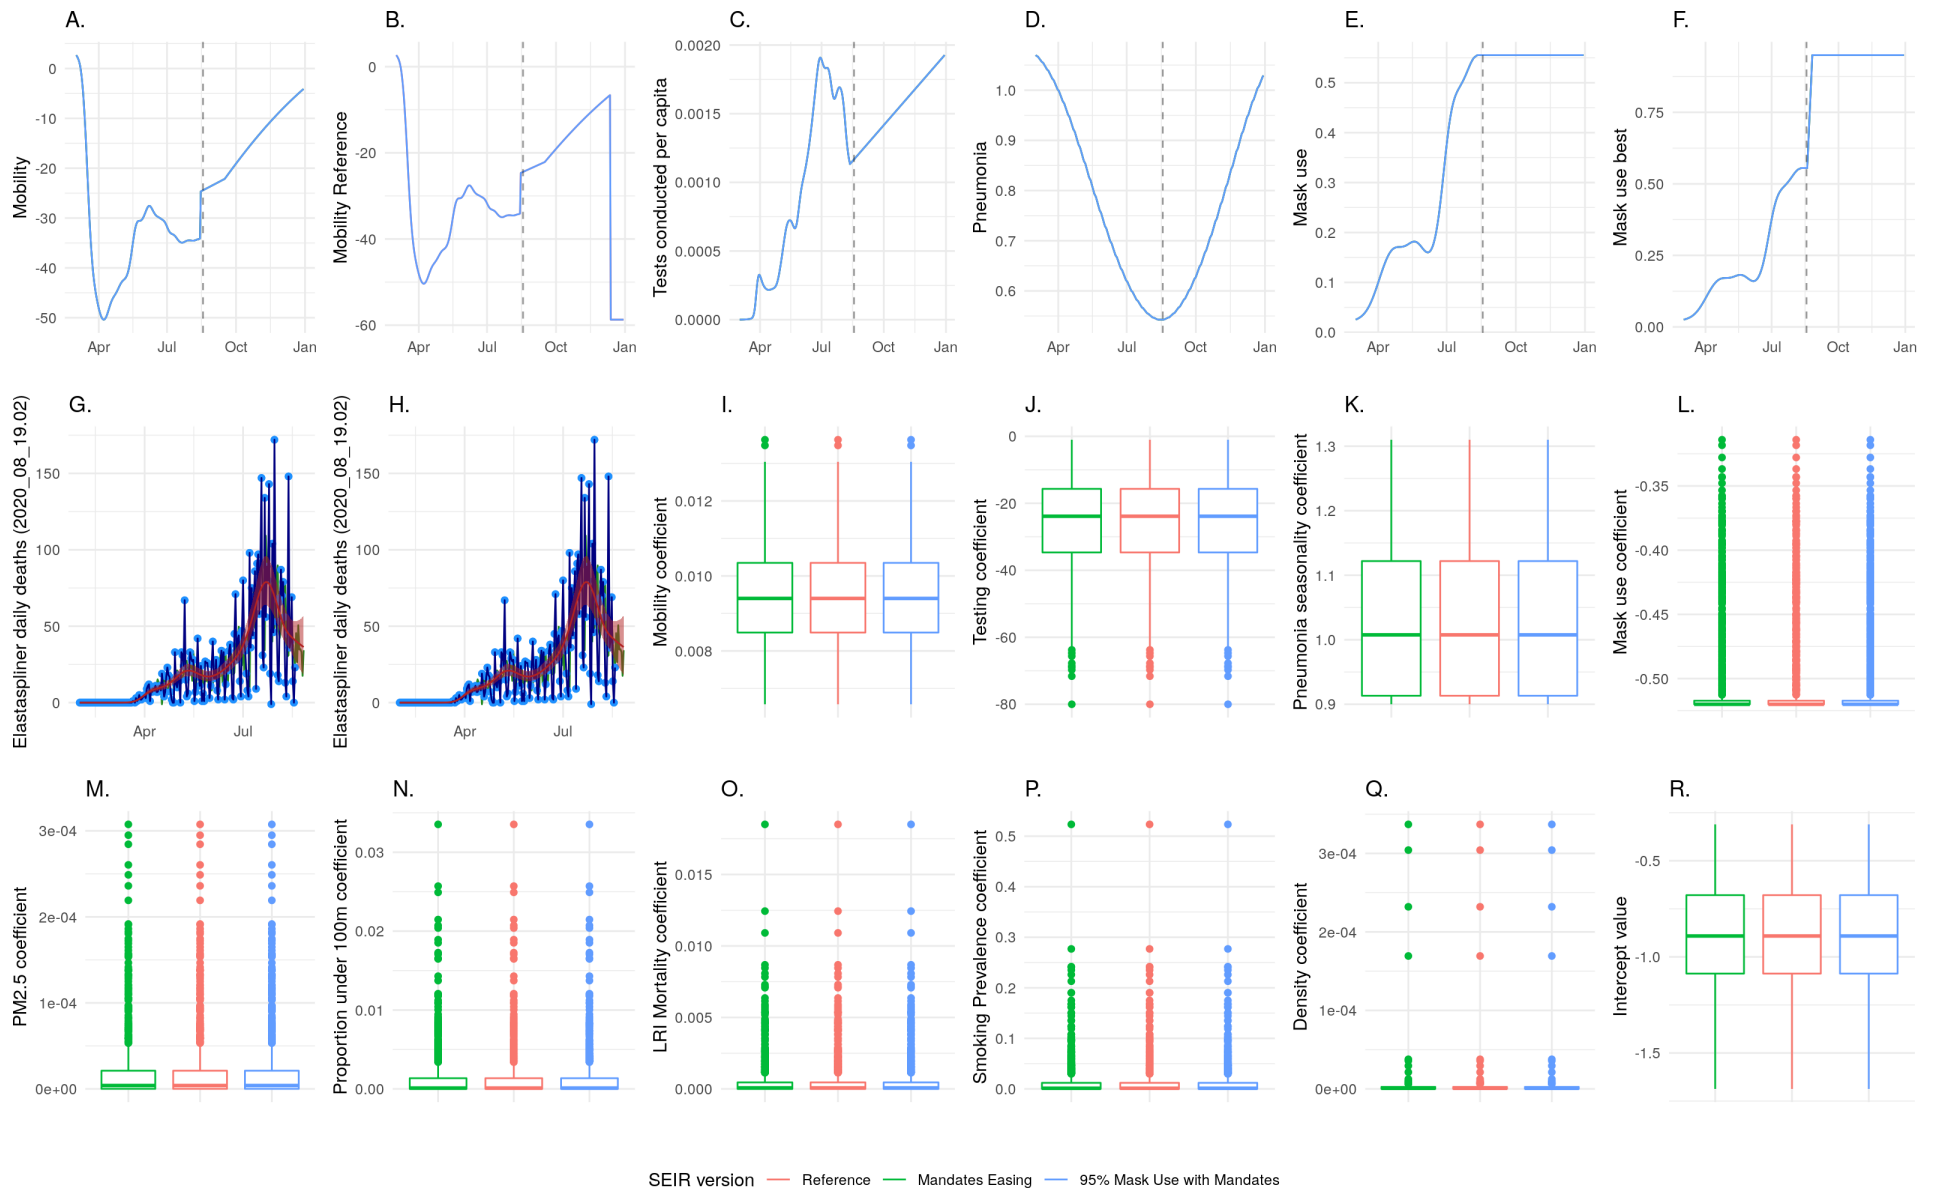 A.
B.
C.
D.
E.
F.
Mobility
0
-10
-20
-30
-40
-50
Apr Jul Oct Jan
Mobility Reference
0
-20
-40
-60
Apr Jul Oct Jan
Tests conducted per capita
0.0020
0.0015
0.0010
0.0005
0.0000
Apr Jul Oct Jan
Pneumonia
1.0
0.9
0.8
0.7
0.6
Apr Jul Oct Jan
Mask use
0.5
0.4
0.3
0.2
0.1
0.0
Apr Jul Oct Jan
Mask use best
0.75
0.50
0.25
0.00
Apr Jul Oct Jan
G.
H.
I.
J.
K.
L.
Elastaspliner daily deaths (2020_08_19.02)
150
100
50
0
Apr Jul
Elastaspliner daily deaths (2020_08_19.02)
150
100
50
0
Apr Jul
Mobility coefficient
0.012
0.010
0.008
Testing coefficient
0
-20
-40
-60
-80
Pneumonia seasonality coefficient
1.3
1.2
1.1
1.0
0.9
Mask use coefficient
-0.35
-0.40
-0.45
-0.50
M.
N.
O.
P.
Q.
R.
PM2.5 coefficient
3e-04
2e-04
1e-04
0e+00
Proportion under 100m coefficient
0.03
0.02
0.01
0.00
LRI Mortality coefficient
0.015
0.010
0.005
0.000
Smoking Prevalence coefficient
0.5
0.4
0.3
0.2
0.1
0.0
Density coefficient
3e-04
2e-04
1e-04
0e+00
Intercept value
-0.5
-1.0
-1.5
SEIR version Reference Mandates Easing 95% Mask Use with Mandates